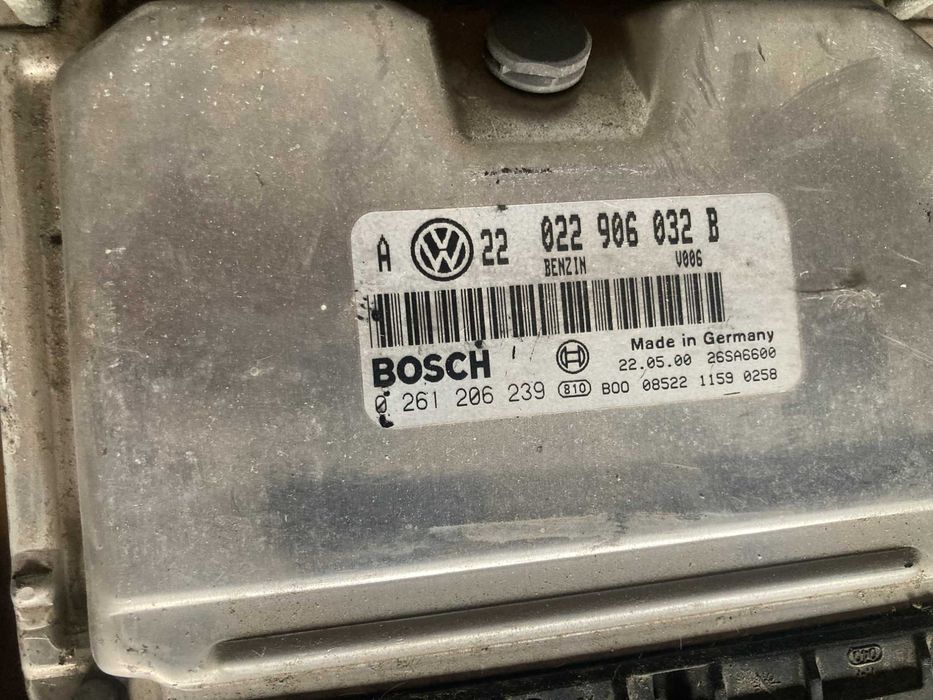 A VW 22 022 906 032 B
BENZIN V006
Made in Germany
BOSCH 22.05.00 26SA6600
0 261 206 239 810 B00 08522 1159 0258